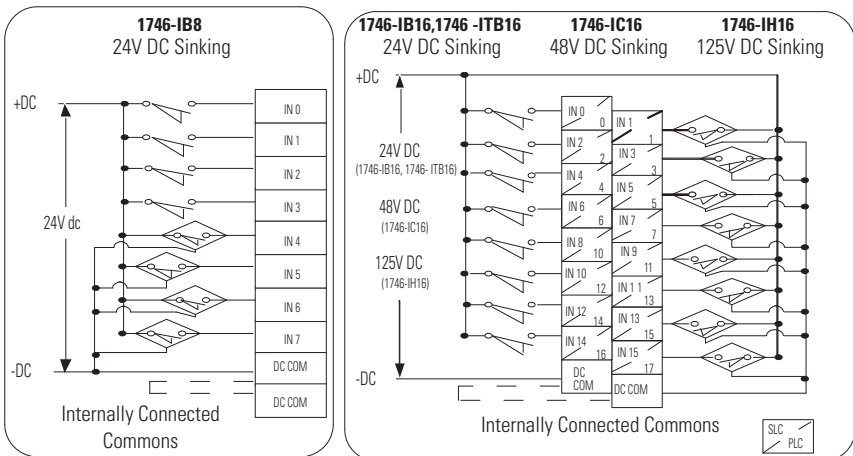 1746-IB8
24V DC Sinking
+DC
24V dc
-DC
IN 0
IN 1
IN 2
IN 3
IN 4
IN 5
IN 6
IN 7
DC COM
DC COM
Internally Connected
Commons
1746-IB16,1746 -ITB16
24V DC Sinking
1746-IC16
48V DC Sinking
1746-IH16
125V DC Sinking
+DC
24V DC
(1746-IB16, 1746- ITB16)
48V DC
(1746-IC16)
125V DC
(1746-IH16)
-DC
IN 0
0
IN 1
1
IN 2
2
IN 3
3
IN 4
4
IN 5
5
IN 6
6
IN 7
7
IN 8
10
IN 9
11
IN 10
12
IN 1 1
13
IN 12
14
IN 13
15
IN 14
16
IN 15
17
DC
COM
DC COM
Internally Connected Commons
SLC
PLC